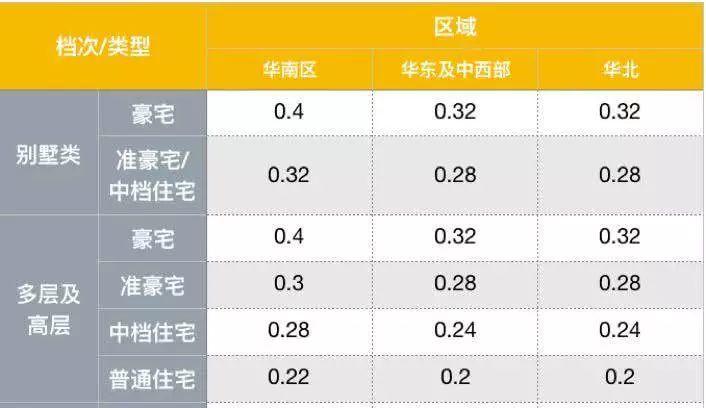 档次/类型
区域
华南区
华东及中西部
华北
别墅类
豪宅
0.4
0.32
0.32
准豪宅/
中档住宅
0.32
0.28
0.28
多层及
高层
豪宅
0.4
0.32
0.32
准豪宅
0.3
0.28
0.28
中档住宅
0.28
0.24
0.24
普通住宅
0.22
0.2
0.2